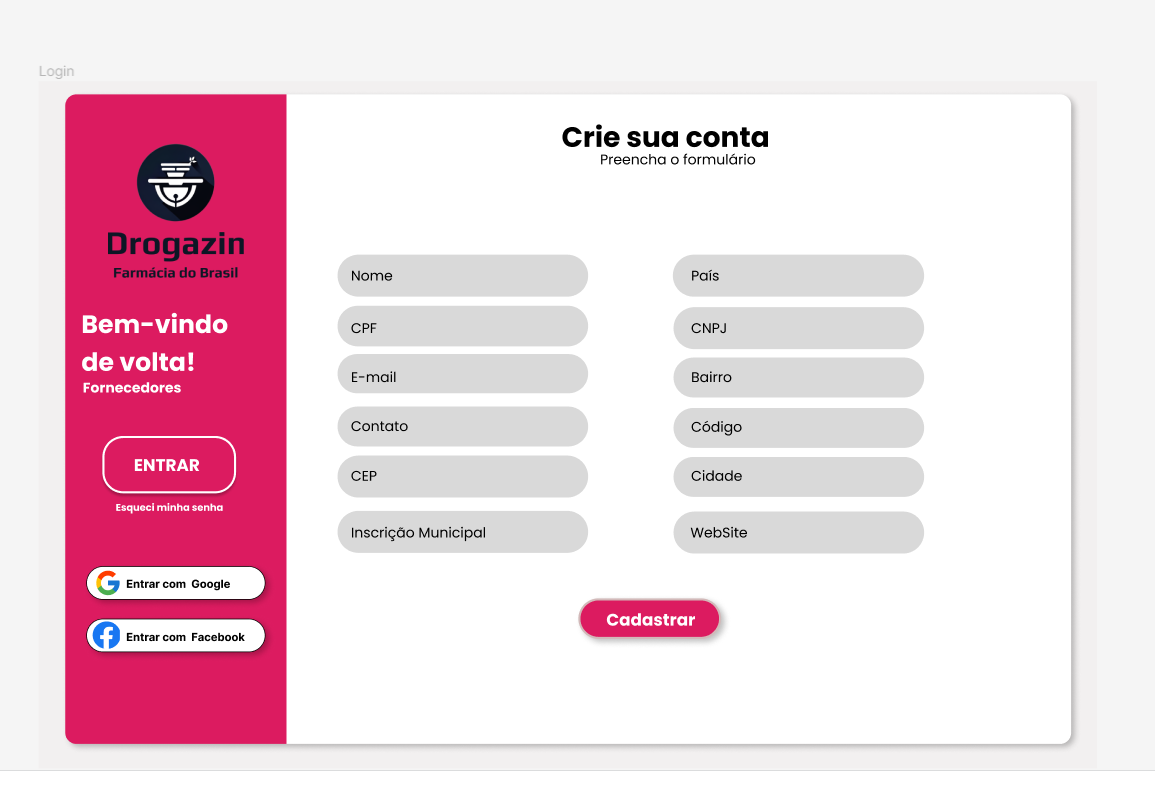 Login
Drogazin
Farmácia do Brasil
Bem-vindo
de volta!
Fornecedores
ENTRAR
Esqueci minha senha
Entrar com Google
Entrar com Facebook
Crie sua conta
Preencha o formulário
Nome
País
CPF
CNPJ
E-mail
Bairro
Contato
Código
CEP
Cidade
Inscrição Municipal
WebSite
Cadastrar